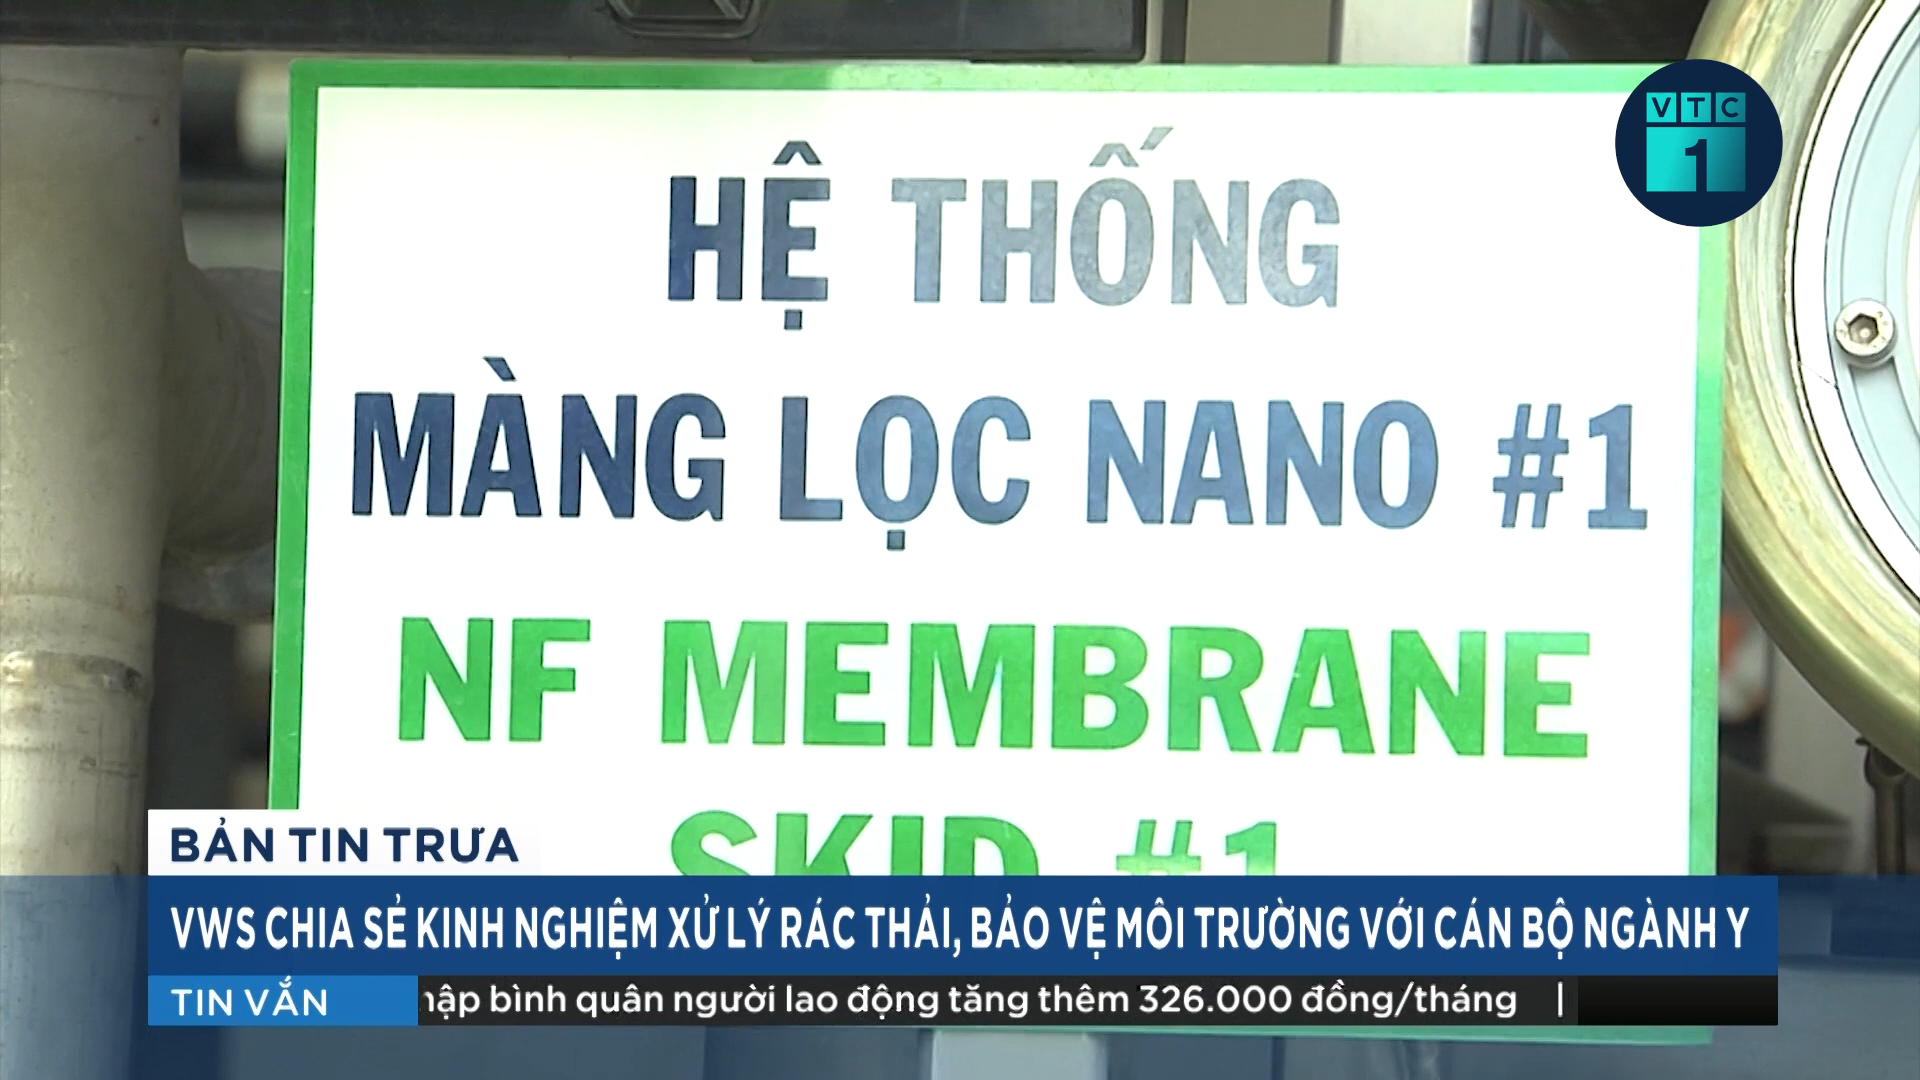 VTC
1
HỆ THỐNG
MÀNG LỌC NANO #1
NF MEMBRANE
SKID #1
BẢN TIN TRƯA
VWS CHIA SẺ KINH NGHIỆM XỬ LÝ RÁC THẢI, BẢO VỆ MÔI TRƯỜNG VỚI CÁN BỘ NGÀNH Y
TIN VẮN
bình quân người lao động tăng thêm 326.000 đồng/tháng |